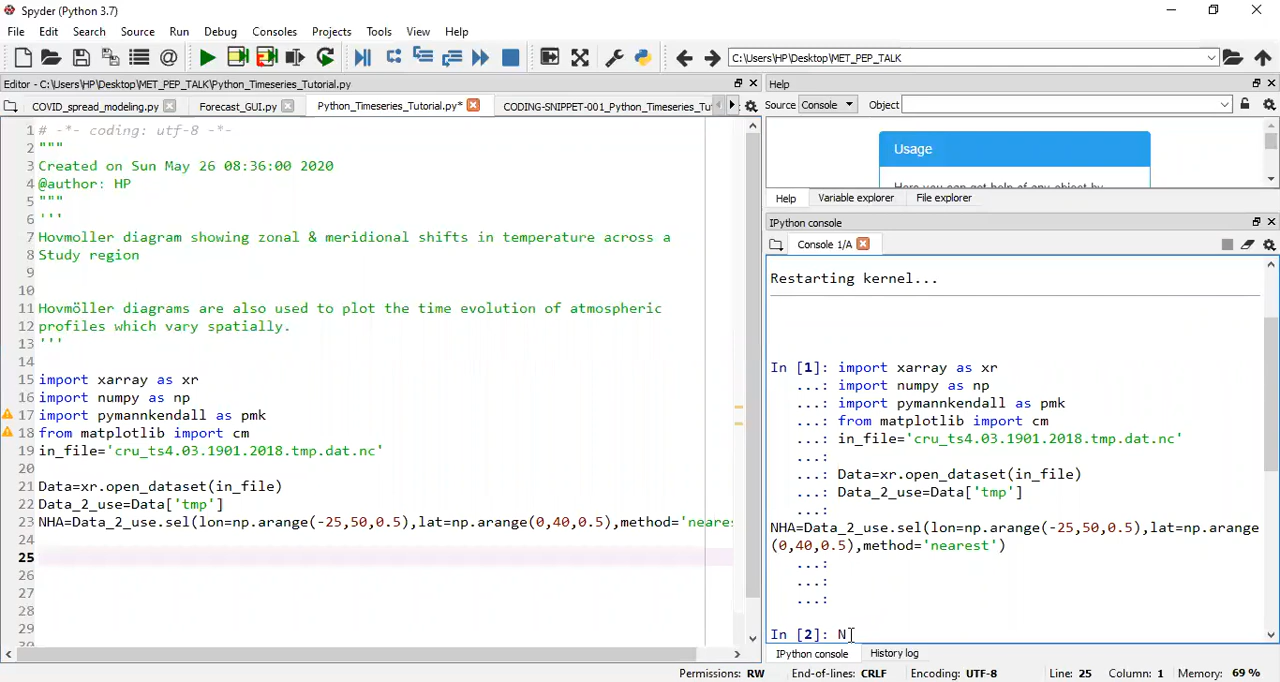 Spyder (Python 3.7)
File Edit Search Source Run Debug Consoles Projects Tools View Help
C:\Users\HP\Desktop\MET_PEP_TALK
Editor - C:\Users\HP\Desktop\MET_PEP_TALK\Python_Timeseries_Tutorial.py
COVID_spread_modeling.py Forecast_GUI.py Python_Timeseries_Tutorial.py* CODING-SNIPPET-001_Python_Timeseries_Tu
1 # -*- coding: utf-8 -*-
2 """
3 Created on Sun May 26 08:36:00 2020
4 @author: HP
5 """
6 '''
7 Hovmoller diagram showing zonal & meridional shifts in temperature across a
8 Study region
9
10
11 Hovmöller diagrams are also used to plot the time evolution of atmospheric
12 profiles which vary spatially.
13 '''
14
15 import xarray as xr
16 import numpy as np
17 import pymannkendall as pmk
18 from matplotlib import cm
19 in_file='cru_ts4.03.1901.2018.tmp.dat.nc'
20
21 Data=xr.open_dataset(in_file)
22 Data_2_use=Data['tmp']
23 NHA=Data_2_use.sel(lon=np.arange(-25,50,0.5),lat=np.arange(0,40,0.5),method='neares
24
25
26
27
28
29
30
Help
Source Console Object
Usage
Here you can get help of any object by
Help Variable explorer File explorer
IPython console
Console 1/A
Restarting kernel...
In [1]: import xarray as xr
...: import numpy as np
...: import pymannkendall as pmk
...: from matplotlib import cm
...: in_file='cru_ts4.03.1901.2018.tmp.dat.nc'
...:
...: Data=xr.open_dataset(in_file)
...: Data_2_use=Data['tmp']
...:
NHA=Data_2_use.sel(lon=np.arange(-25,50,0.5),lat=np.arange
(0,40,0.5),method='nearest')
...:
...:
...:
In [2]: N
IPython console History log
Permissions: RW End-of-lines: CRLF Encoding: UTF-8 Line: 25 Column: 1 Memory: 69 %